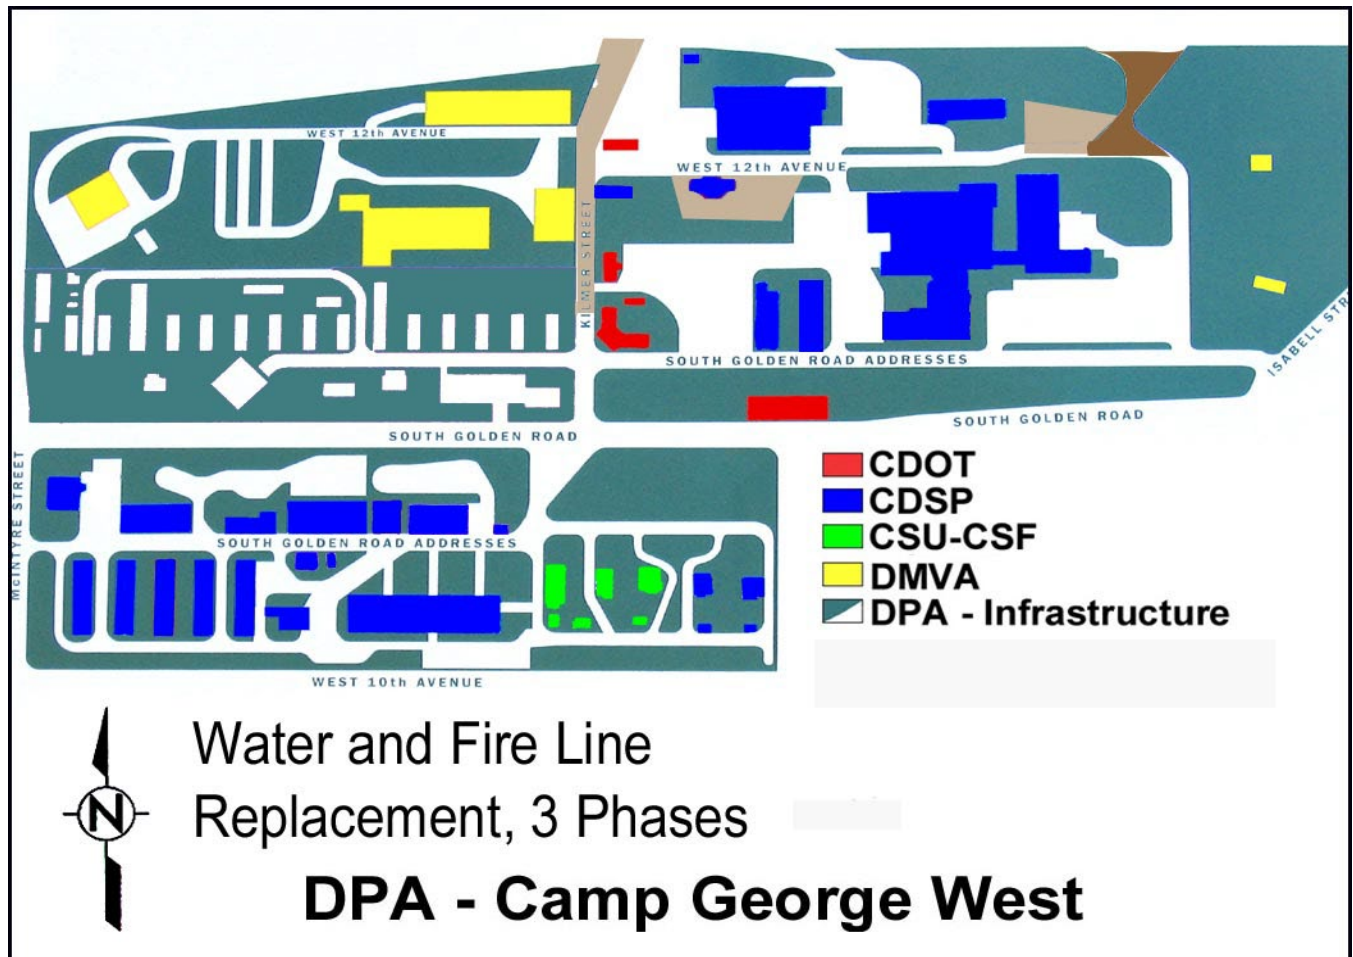 WEST 12th AVENUE
WEST 12th AVENUE
KILMER STREET
ISABELL STR
SOUTH GOLDEN ROAD ADDRESSES
SOUTH GOLDEN ROAD
SOUTH GOLDEN ROAD
McINTYRE STREET
SOUTH GOLDEN ROAD ADDRESSES
WEST 10th AVENUE
CDOT
CDSP
CSU-CSF
DMVA
DPA - Infrastructure
N
Water and Fire Line
Replacement, 3 Phases
DPA - Camp George West